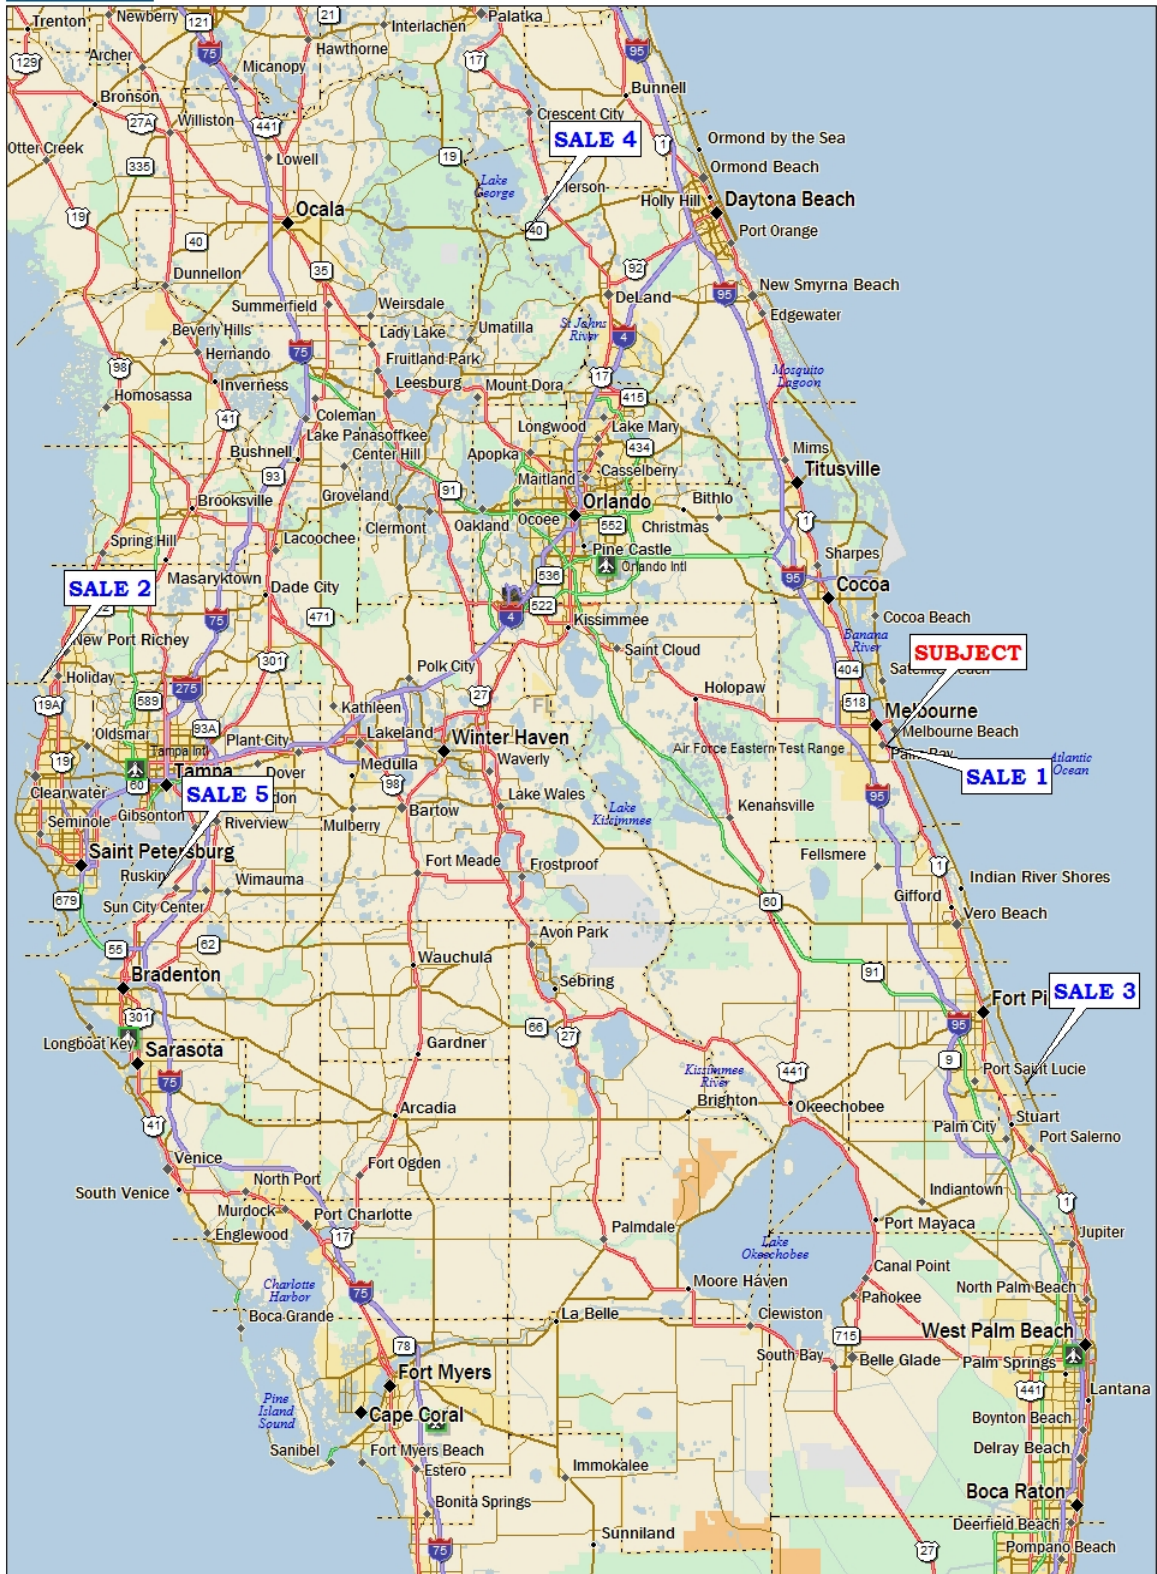 Trenton
Newberry
121
21
Interlachen
Palatka
Hawthorne
Archer
75
Micanopy
129
17
95
Bronson
Bunnell
27A
Williston
441
Crescent City
SALE 4
1
Ormond by the Sea
Otter Creek
335
Lowell
19
Ormond Beach
Lake
George
Holly Hill
Daytona Beach
19
Ocala
40
Port Orange
40
35
92
Dunnellon
DeLand
95
New Smyrna Beach
Summerfield
Weirsdale
Edgewater
Beverly Hills
Lady Lake
Umatilla
St Johns
River
4
Hernando
75
Fruitland Park
98
Inverness
Leesburg
Mount Dora
17
Mosquito
Lagoon
Homosassa
41
Coleman
415
Lake Panasoffkee
Longwood
Lake Mary
Bushnell
Center Hill
Apopka
434
Mims
93
Maitland
Casselberry
Titusville
Brooksville
Groveland
91
Orlando
Bithlo
Clermont
Oakland
Ocoee
552
Christmas
1
Spring Hill
Lacoochee
Pine Castle
Sharpes
Orlando Intl
Masaryktown
Dade City
536
95
Cocoa
SALE 2
75
471
4
522
Kissimmee
Cocoa Beach
New Port Richey
301
Saint Cloud
Banana
River
SUBJECT
Holiday
Polk City
404
19A
275
589
27
Holopaw
518
Melbourne
Oldsmar
93A
Kathleen
FL
Melbourne Beach
Tampa Intl
Plant City
Lakeland
Winter Haven
Air Force Eastern Test Range
Atlantic
Ocean
19
Medulla
Waverly
SALE 1
60
Tampa
Dover
98
Clearwater
SALE 5
Lake Wales
95
Seminole
Gibsonton
Riverview
Mulberry
Bartow
Lake
Kissimmee
Kenansville
Saint Petersburg
Fort Meade
Frostproof
Fellsmere
1
Ruskin
Wimauma
Indian River Shores
679
Sun City Center
60
Gifford
Vero Beach
55
62
Avon Park
Wauchula
91
Bradenton
Sebring
SALE 3
301
66
27
95
Longboat Key
Sarasota
Gardner
9
75
Kissimmee
River
441
Port Saint Lucie
41
Arcadia
Brighton
Okeechobee
Stuart
Palm City
Port Salerno
Venice
Fort Ogden
South Venice
North Port
Indiantown
1
Murdock
Port Charlotte
Palmdale
Port Mayaca
Englewood
17
Lake
Okeechobee
Jupiter
Canal Point
Charlotte
Harbor
75
Moore Haven
Pahokee
North Palm Beach
Boca Grande
La Belle
Clewiston
78
715
West Palm Beach
South Bay
Belle Glade
Palm Springs
Fort Myers
441
Lantana
Pine
Island
Sound
Cape Coral
Boynton Beach
Sanibel
Fort Myers Beach
Delray Beach
Estero
Immokalee
Boca Raton
Bonita Springs
Deerfield Beach
75
Sunniland
27
Pompano Beach